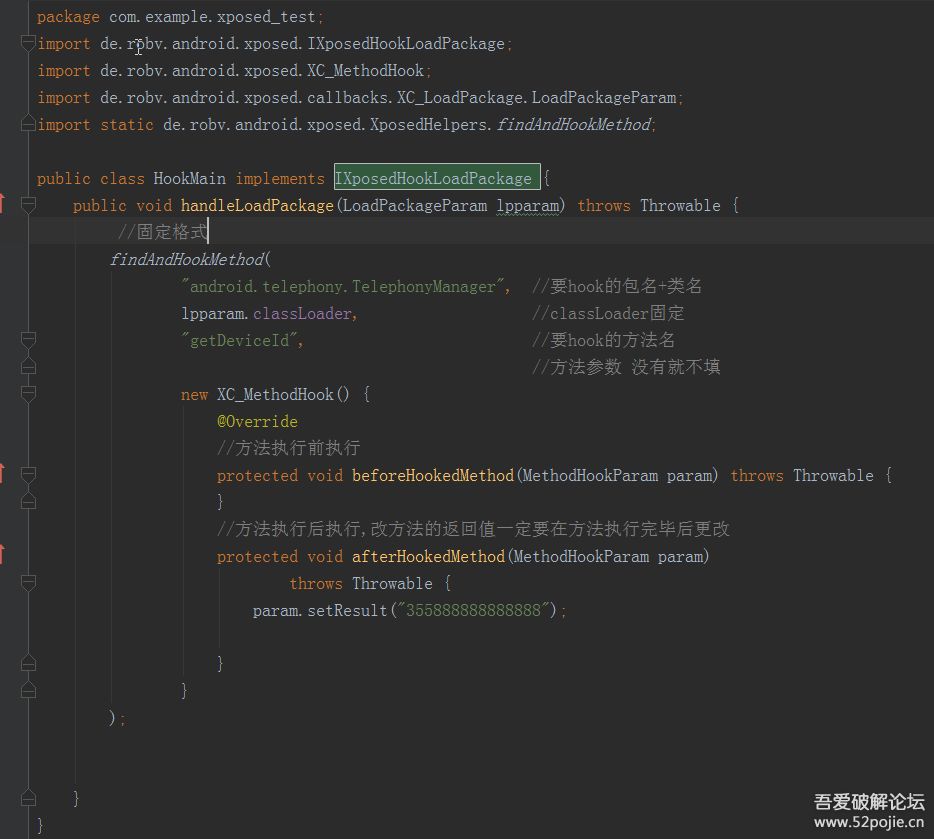 package com.example.xposed_test;
import de.robv.android.xposed.IXposedHookLoadPackage;
import de.robv.android.xposed.XC_MethodHook;
import de.robv.android.xposed.callbacks.XC_LoadPackage.LoadPackageParam;
import static de.robv.android.xposed.XposedHelpers.findAndHookMethod;
public class HookMain implements IXposedHookLoadPackage {
public void handleLoadPackage(LoadPackageParam lpparam) throws Throwable {
//固定格式
findAndHookMethod(
"android.telephony.TelephonyManager", //要hook的包名+类名
lpparam.classLoader, //classLoader固定
"getDeviceId", //要hook的方法名
//方法参数 没有就不填
new XC_MethodHook() {
@Override
//方法执行前执行
protected void beforeHookedMethod(MethodHookParam param) throws Throwable {
}
//方法执行后执行,改方法的返回值一定要在方法执行完毕后更改
protected void afterHookedMethod(MethodHookParam param)
throws Throwable {
param.setResult("355888888888888");
}
}
);
}
}
吾爱破解论坛
www.52pojie.cn